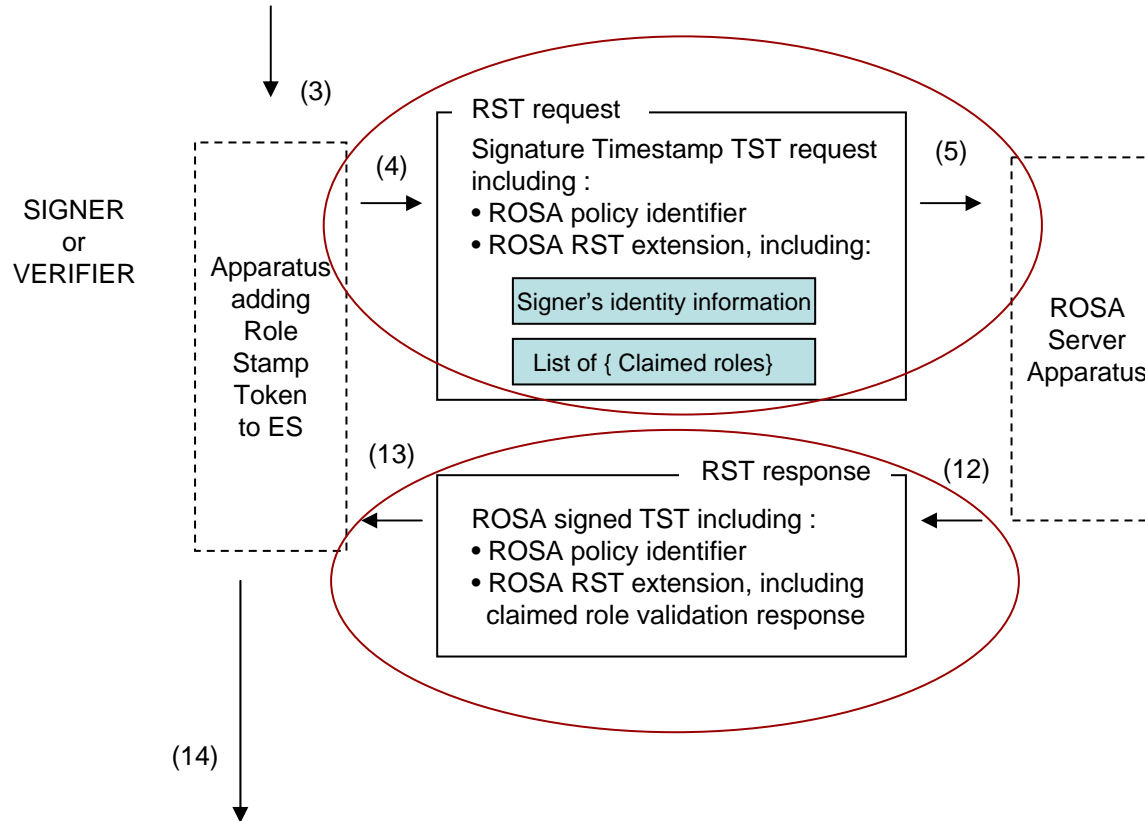 (3)
RST request
Signature Timestamp TST request
including :
• ROSA policy identifier
• ROSA RST extension, including:
Signer’s identity information
List of { Claimed roles}
(4)
(5)
SIGNER
or
VERIFIER
Apparatus
adding
Role
Stamp
Token
to ES
ROSA
Server
Apparatus
(13)
RST response
(12)
ROSA signed TST including :
• ROSA policy identifier
• ROSA RST extension, including
claimed role validation response
(14)